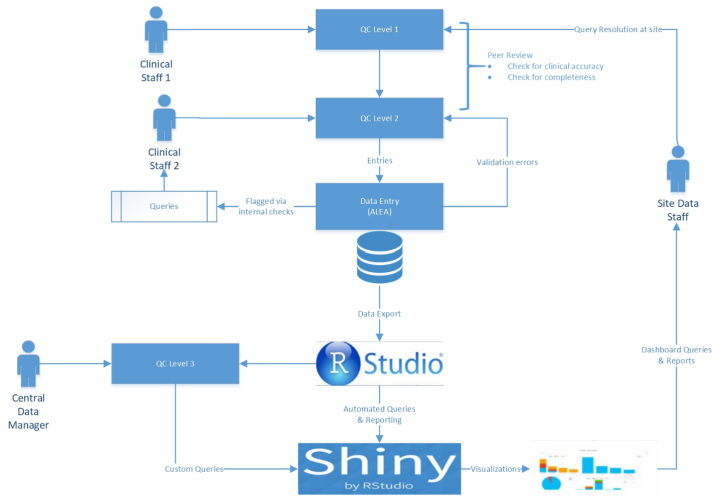 QC Level 1
Query Resolution at site
Clinical
Staff 1
Peer Review
• Check for clinical accuracy
• Check for completeness
QC Level 2
Clinical
Staff 2
Entries
Validation errors
Queries
Flagged via
internal checks
Data Entry
(ALEA)
Site Data
Staff
Data Export
QC Level 3
R Studio®
Central
Data
Manager
Dashboard Queries
& Reports
Automated Queries
& Reporting
Custom Queries
Shiny
by RStudio
Visualizations